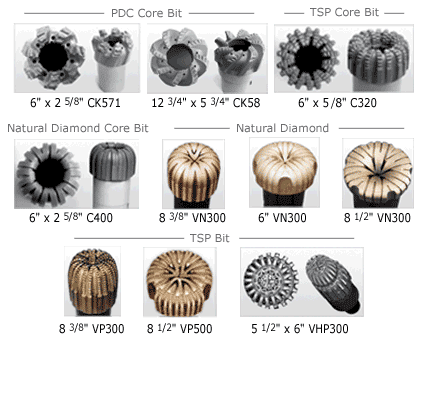 PDC Core Bit
TSP Core Bit
6" x 2 5/8" CK571
12 3/4" x 5 3/4" CK58
6" x 5/8" C320
Natural Diamond Core Bit
Natural Diamond
6" x 2 5/8" C400
8 3/8" VN300
6" VN300
8 1/2" VN300
TSP Bit
8 3/8" VP300
8 1/2" VP500
5 1/2" x 6" VHP300